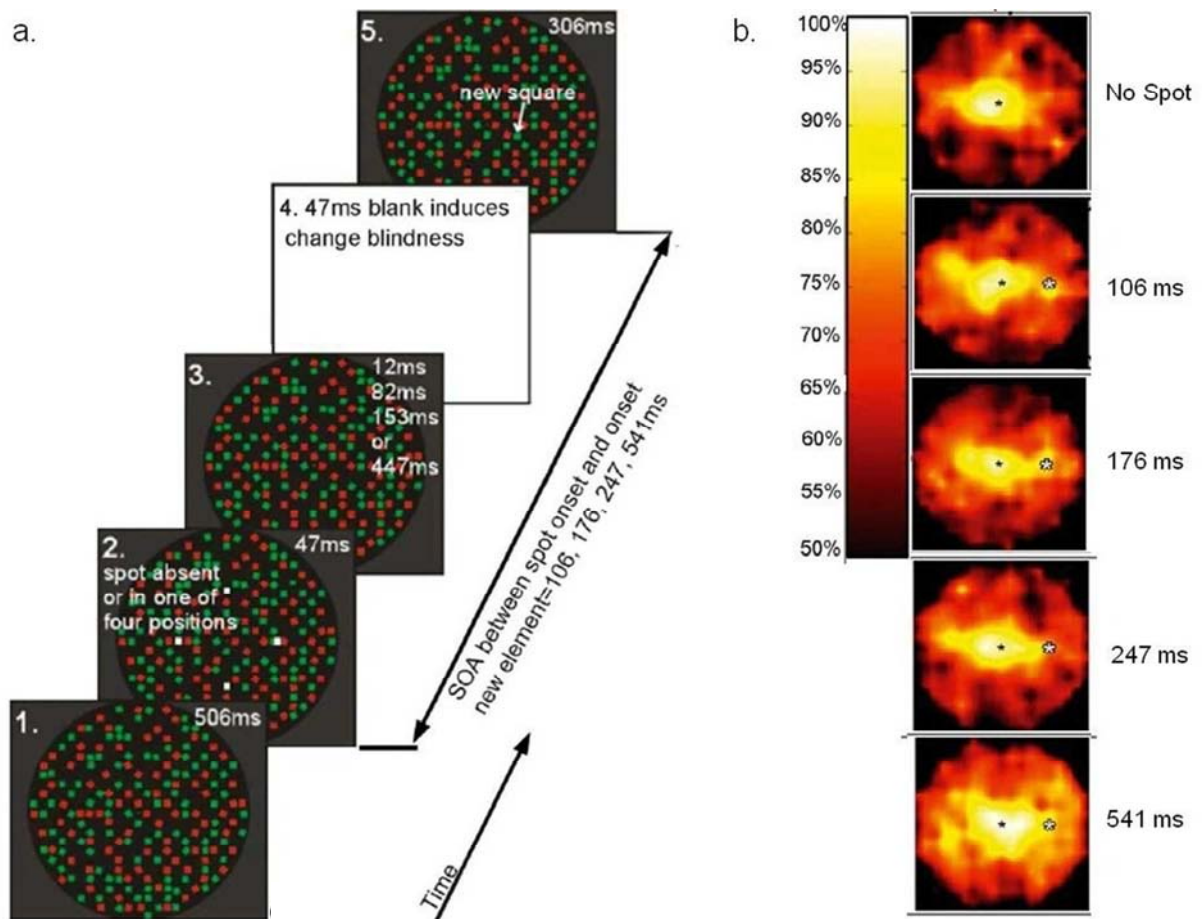 a.
5.
306ms
new square
4. 47ms blank induces
change blindness
3.
12ms
82ms
153ms
or
447ms
2.
47ms
spot absent
or in one of
four positions
1.
506ms
SOA between spot onset and onset
new element=106, 176, 247, 541ms
Time
b.
100%
95%
90%
85%
80%
75%
70%
65%
60%
55%
50%
No Spot
106 ms
176 ms
247 ms
541 ms